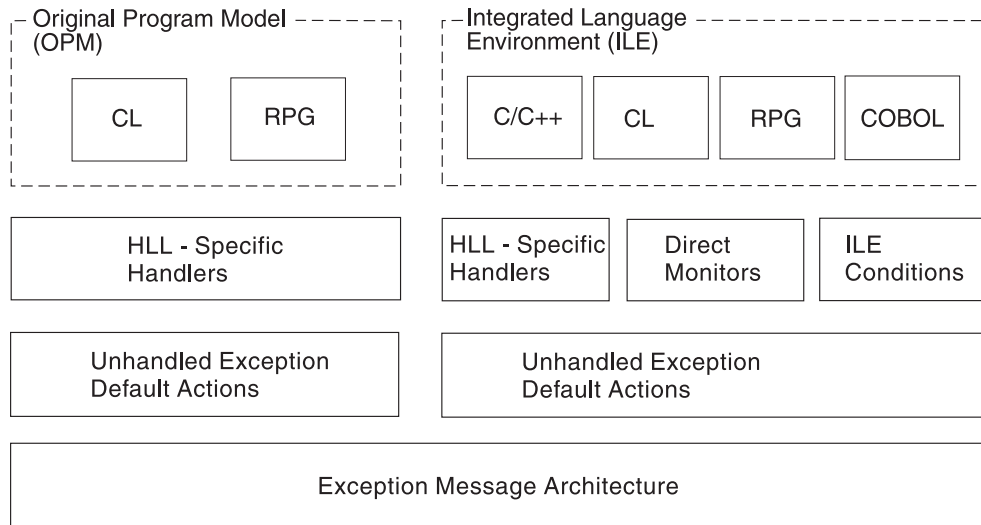 Original Program Model
(OPM)
CL
RPG
Integrated Language
Environment (ILE)
C/C++
CL
RPG
COBOL
HLL - Specific
Handlers
HLL - Specific
Handlers
Direct
Monitors
ILE
Conditions
Unhandled Exception
Default Actions
Unhandled Exception
Default Actions
Exception Message Architecture